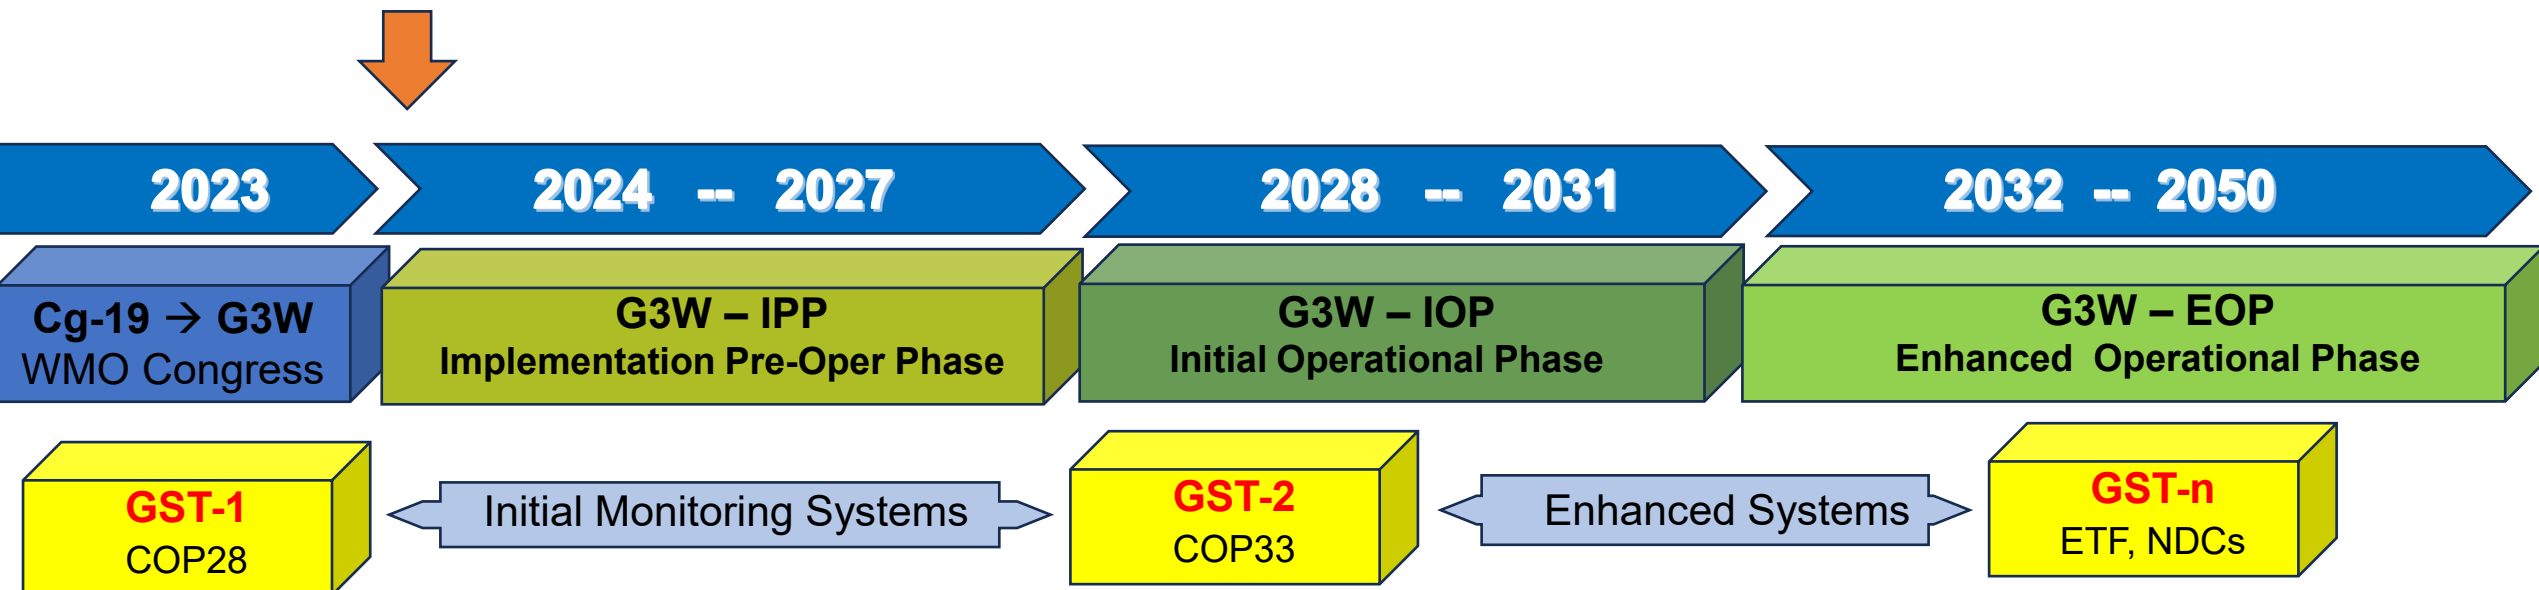 2023
2024 -- 2027
2028 -- 2031
2032 -- 2050
Cg-19 → G3W
WMO Congress
G3W – IPP
Implementation Pre-Oper Phase
G3W – IOP
Initial Operational Phase
G3W – EOP
Enhanced Operational Phase
GST-1
COP28
Initial Monitoring Systems
GST-2
COP33
Enhanced Systems
GST-n
ETF, NDCs